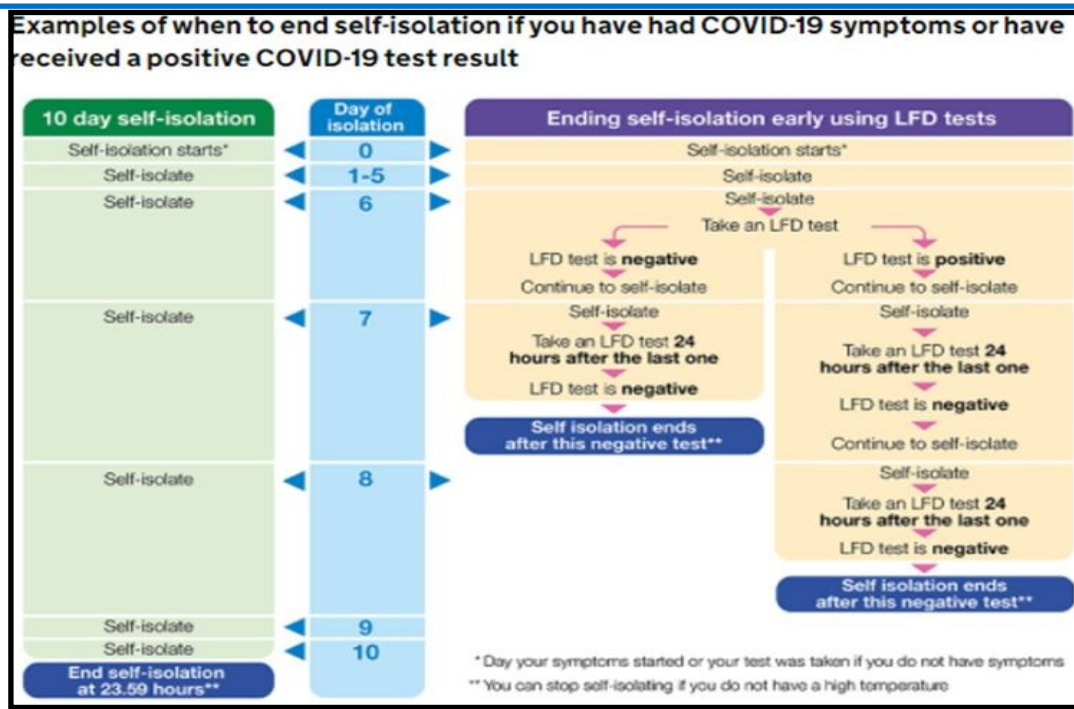 Examples of when to end self-isolation if you have had COVID-19 symptoms or have
received a positive COVID-19 test result
10 day self-isolation
Self-isolation starts*
Self-isolate
Self-isolate
Self-isolate
Self-isolate
Self-isolate
Self-isolate
End self-isolation
at 23.59 hours**
Day of
isolation
0
1-5
6
7
8
9
10
Ending self-isolation early using LFD tests
Self-isolation starts*
Self-isolate
Self-isolate
Take an LFD test
LFD test is negative
Continue to self-isolate
Self-isolate
Take an LFD test 24
hours after the last one
LFD test is negative
Self isolation ends
after this negative test**
LFD test is positive
Continue to self-isolate
Self-isolate
Take an LFD test 24
hours after the last one
LFD test is negative
Continue to self-isolate
Self-isolate
Take an LFD test 24
hours after the last one
LFD test is negative
Self isolation ends
after this negative test**
* Day your symptoms started or your test was taken if you do not have symptoms
** You can stop self-isolating if you do not have a high temperature